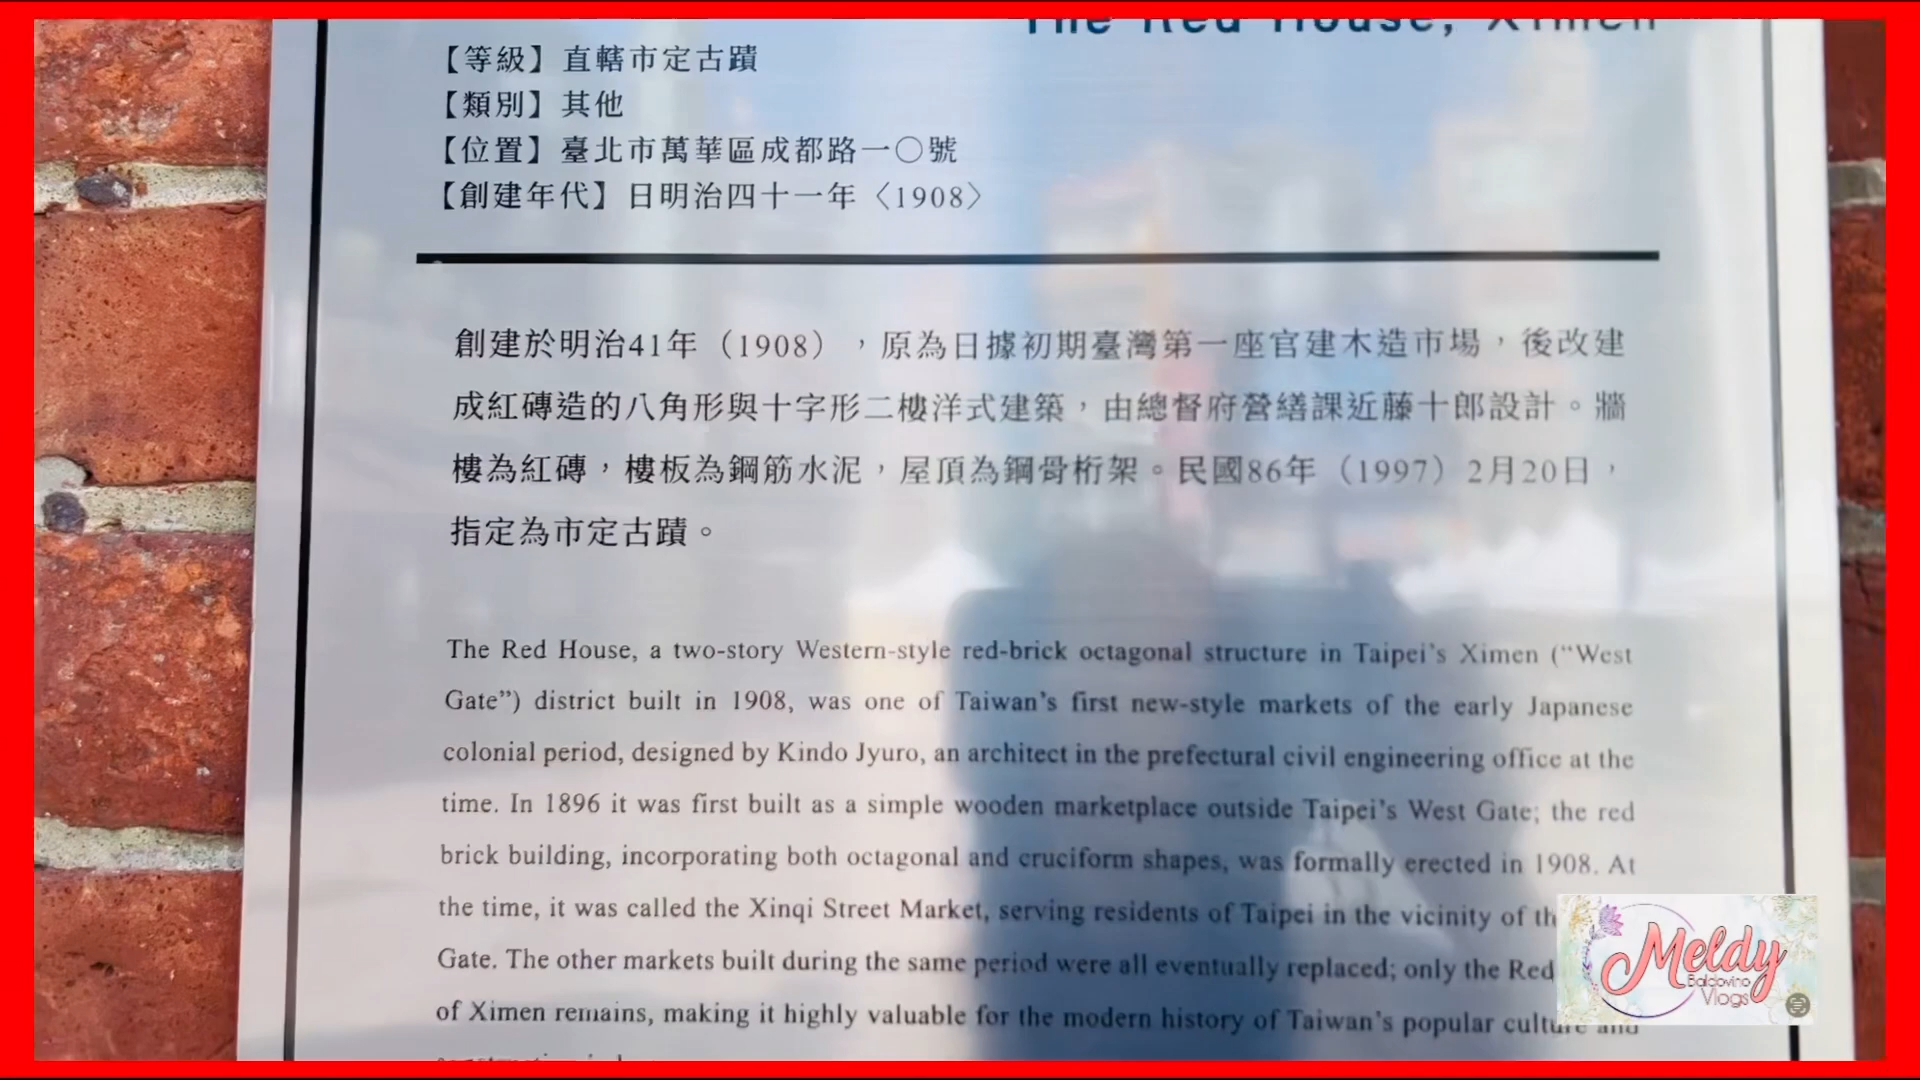 The Red House, Ximen
【等級】直轄市定古蹟
【類別】其他
【位置】臺北市萬華區成都路一〇號
【創建年代】日明治四十一年〈1908〉
創建於明治41年（1908），原為日據初期臺灣第一座官建木造市場，後改建
成紅磚造的八角形與十字形二樓洋式建築，由總督府營繕課近藤十郎設計。牆
樓為紅磚，樓板為鋼筋水泥，屋頂為鋼骨桁架。民國86年（1997）2月20日，
指定為市定古蹟。
The Red House, a two-story Western-style red-brick octagonal structure in Taipei's Ximen (“West
Gate”) district built in 1908, was one of Taiwan's first new-style markets of the early Japanese
colonial period, designed by Kindo Jyuro, an architect in the prefectural civil engineering office at the
time. In 1896 it was first built as a simple wooden marketplace outside Taipei's West Gate; the red
brick building, incorporating both octagonal and cruciform shapes, was formally erected in 1908. At
the time, it was called the Xinqi Street Market, serving residents of Taipei in the vicinity of th
Gate. The other markets built during the same period were all eventually replaced; only the Red
of Ximen remains, making it highly valuable for the modern history of Taiwan's popular culture and
Meldy
Baldovino
Vlogs